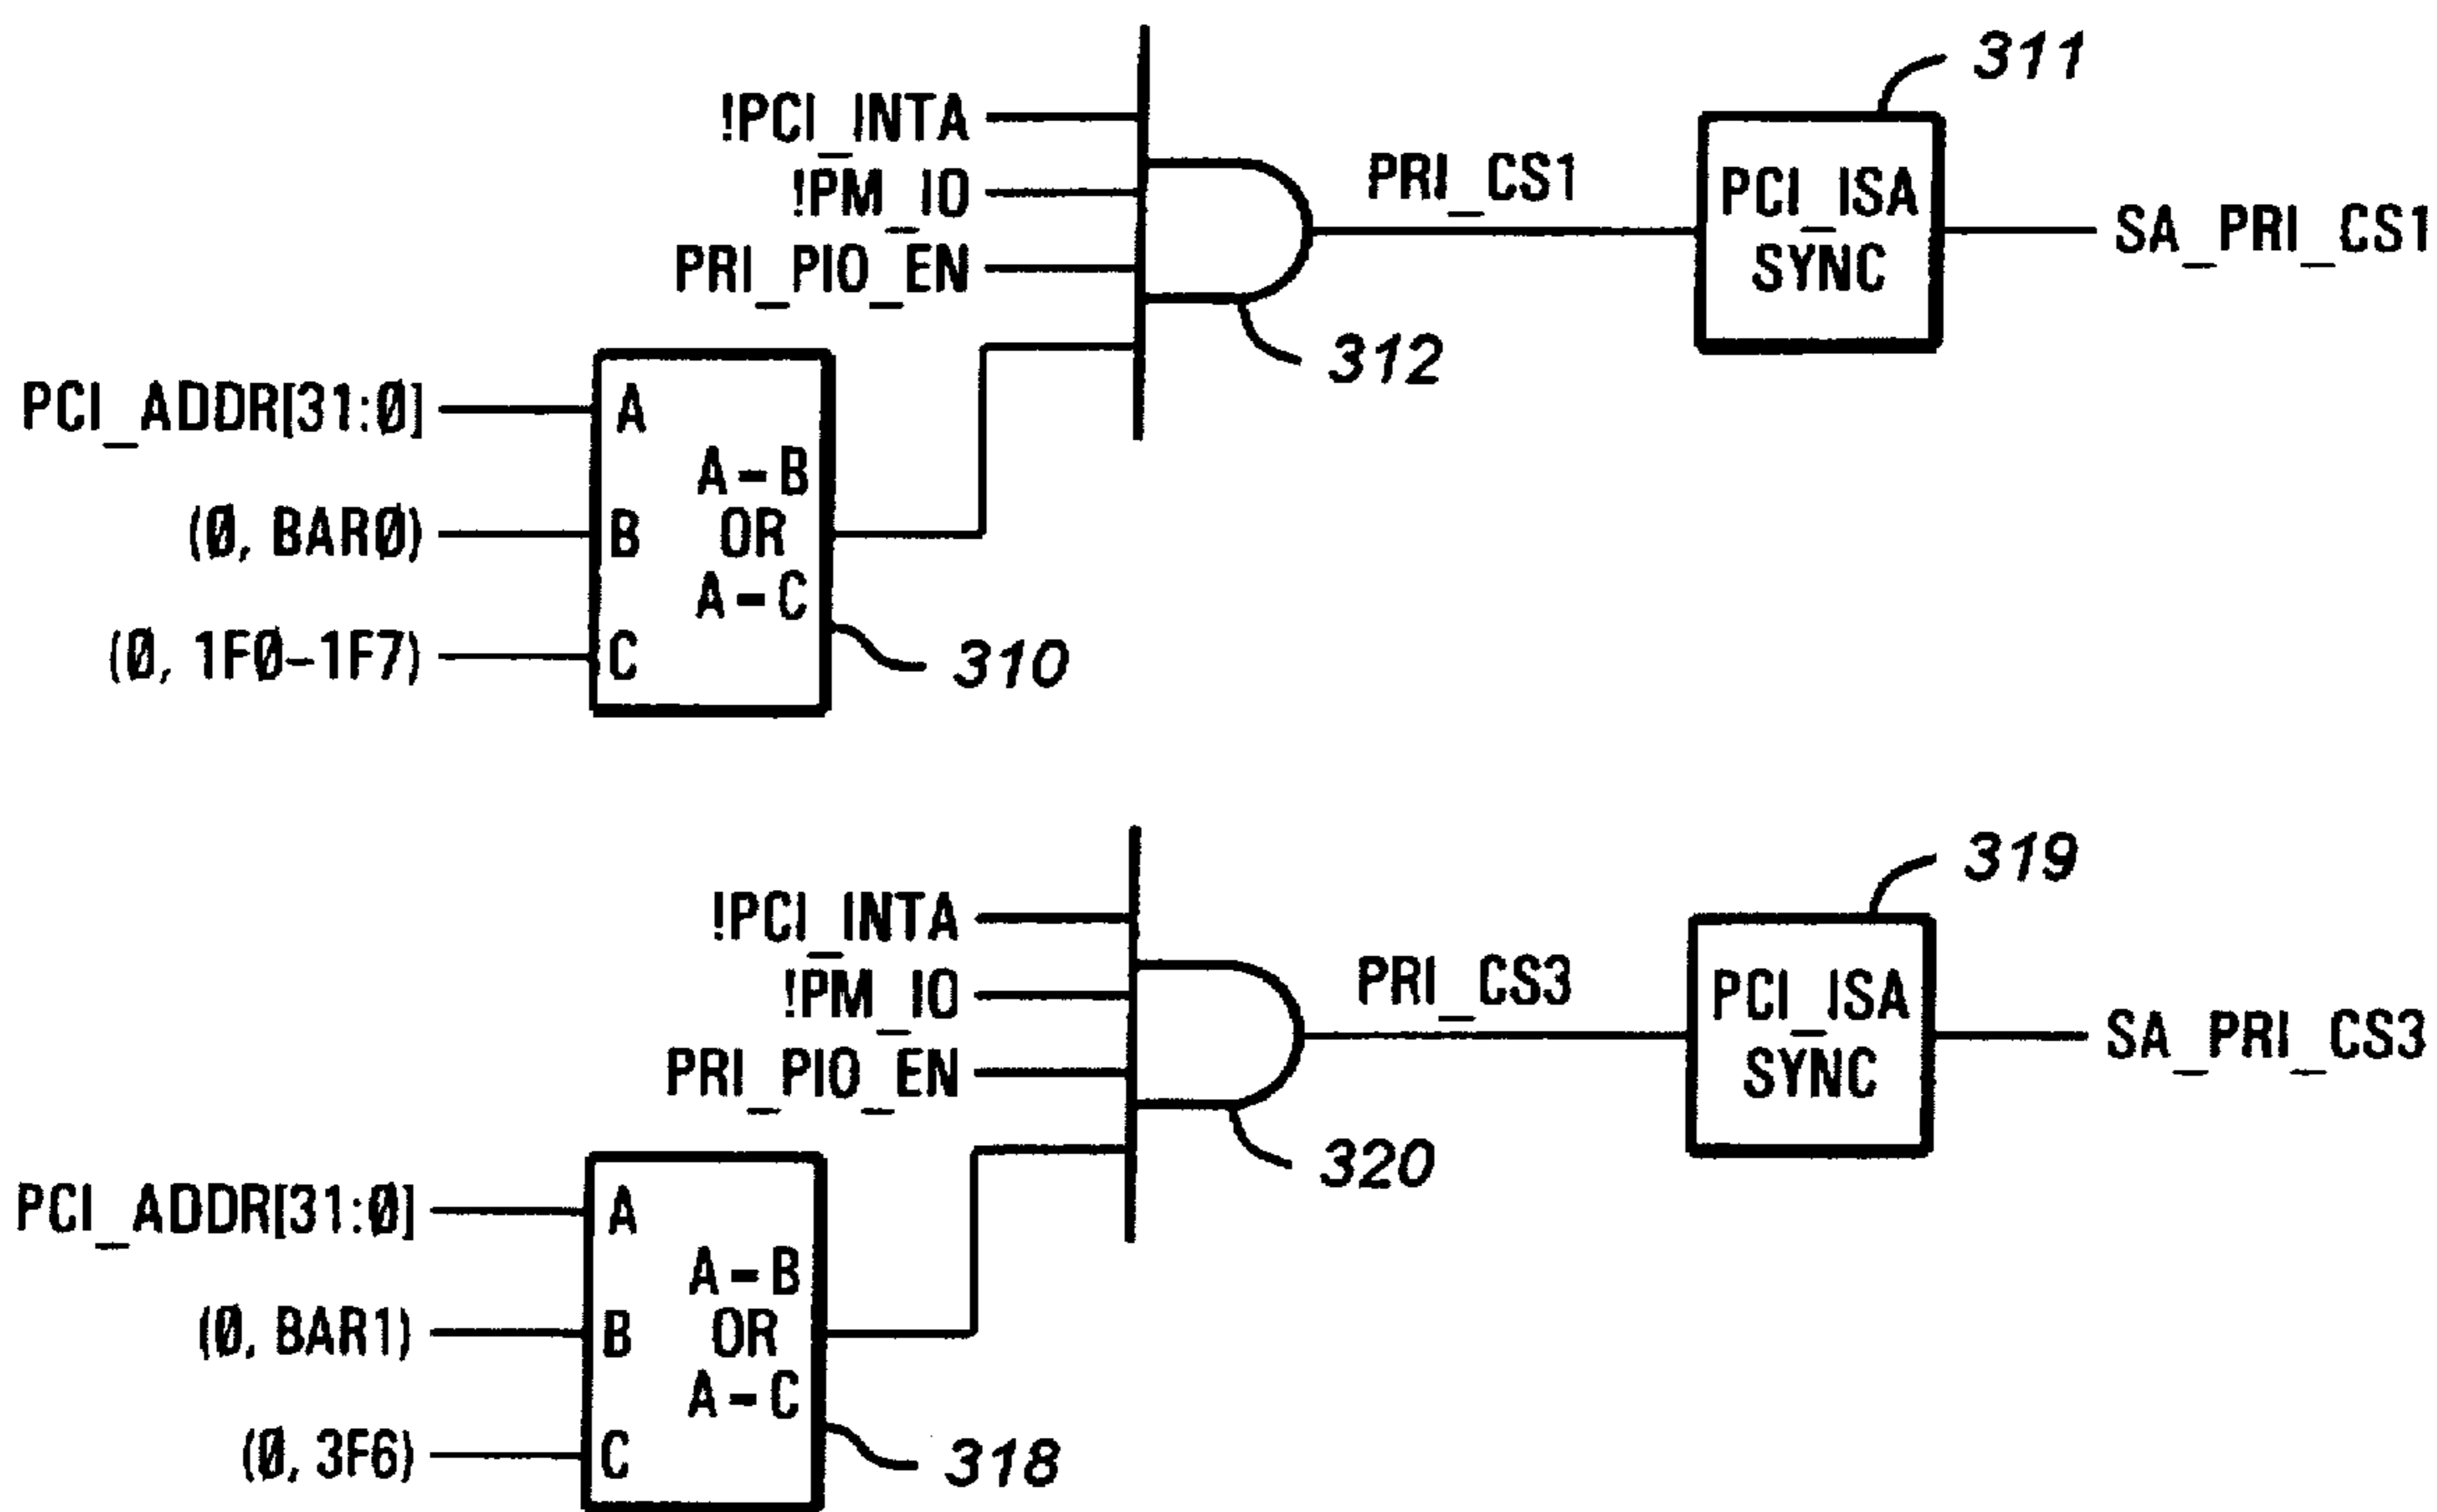 311
!PCI_INTA
!PM_IO
PRI_PIO_EN
PRI_CS1
PCI_ISA
SYNC
SA_PRI_CS1
312
PCI_ADDR[31:0]
(0, BAR0)
(0, 1F0-1F7)
A
B
C
A-B
OR
A-C
310
319
!PCI_INTA
!PM_IO
PRI_PIO_EN
PRI_CS3
PCI_ISA
SYNC
SA_PRI_CS3
320
PCI_ADDR[31:0]
(0, BAR1)
(0, 3F6)
A
B
C
A-B
OR
A-C
318